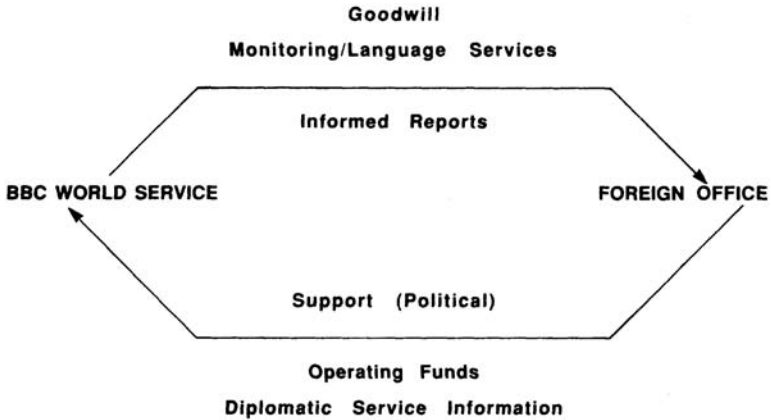 Goodwill
Monitoring/Language Services
Informed Reports
BBC WORLD SERVICE
FOREIGN OFFICE
Support (Political)
Operating Funds
Diplomatic Service Information